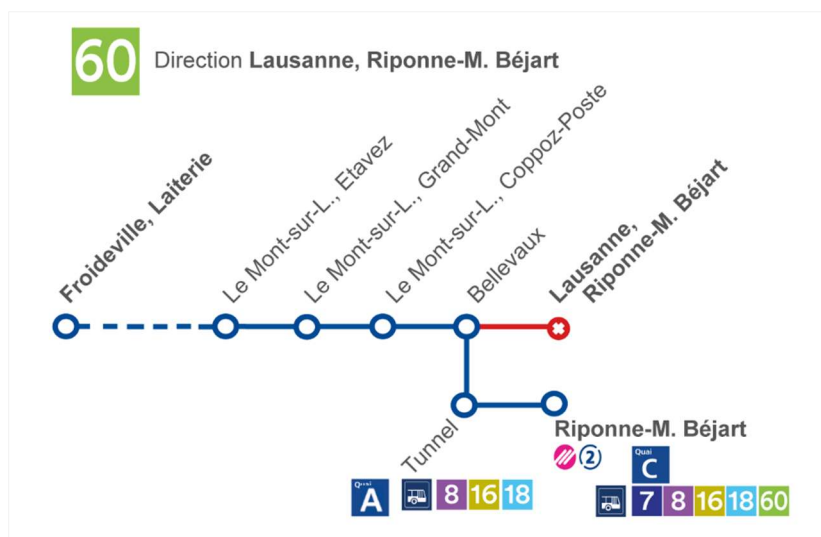 60 Direction Lausanne, Riponne-M. Béjart
Froideville, Laiterie
Le Mont-sur-L., Etavez
Le Mont-sur-L., Grand-Mont
Le Mont-sur-L., Coppoz-Poste
Bellevaux
Lausanne,
Riponne-M. Béjart
Tunnel
Quai
A
8 16 18
Riponne-M. Béjart
2
Quai
C
7 8 16 18 60